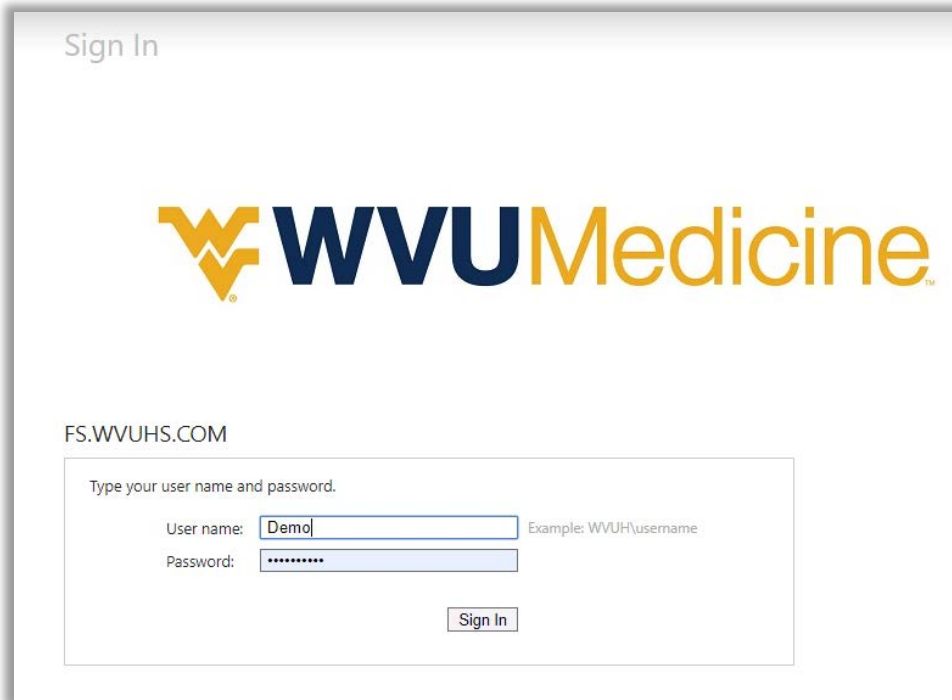 Sign In
WVUMedicine
®
™
FS.WVUHS.COM
Type your user name and password.
User name: Demo Example: WVUH\username
Password: ••••••••••
Sign In